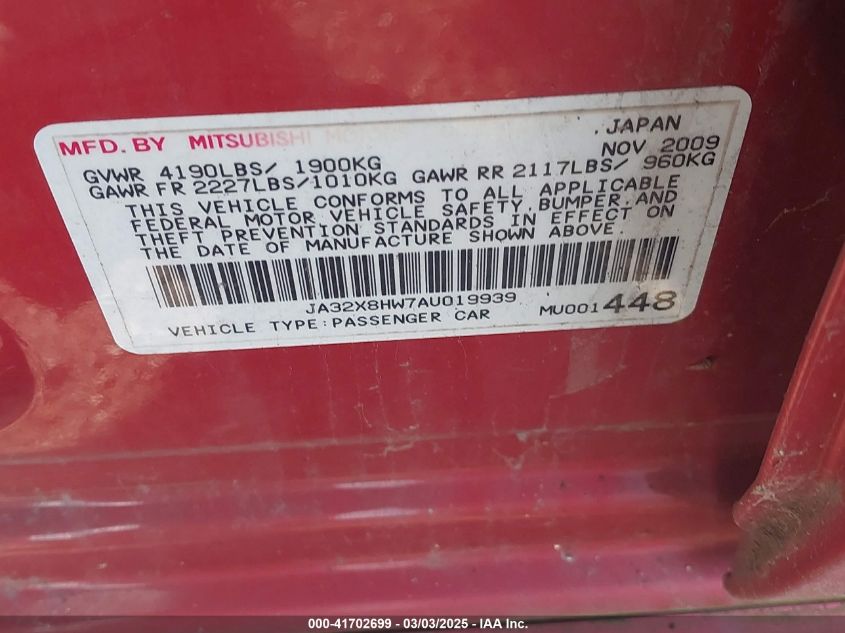 MFD. BY MITSUBISHI
.JAPAN
NOV 2009
GVWR 4190LBS/ 1900KG
GAWR FR 2227LBS/1010KG GAWR RR 2117LBS/ 960KG
THIS VEHICLE CONFORMS TO ALL APPLICABLE
FEDERAL MOTOR VEHICLE SAFETY,BUMPER,AND
THEFT PREVENTION STANDARDS IN EFFECT ON
THE DATE OF MANUFACTURE SHOWN ABOVE.
JA32X8HW7AU019939
MU001448
VEHICLE TYPE:PASSENGER CAR
000-41702699 - 03/03/2025 - IAA Inc.